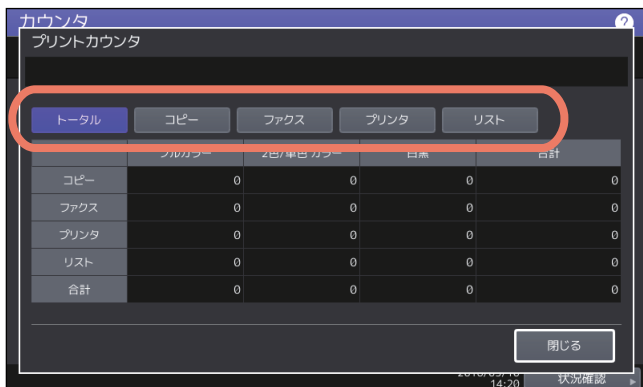 カウンタ ?
プリントカウンタ
トータル コピー ファクス プリンタ リスト
フルカラー 2色/単色 カラー 白黒 合計
コピー 0 0 0 0
ファクス 0 0 0 0
プリンタ 0 0 0 0
リスト 0 0 0 0
合計 0 0 0 0
閉じる
14:20 状況確認